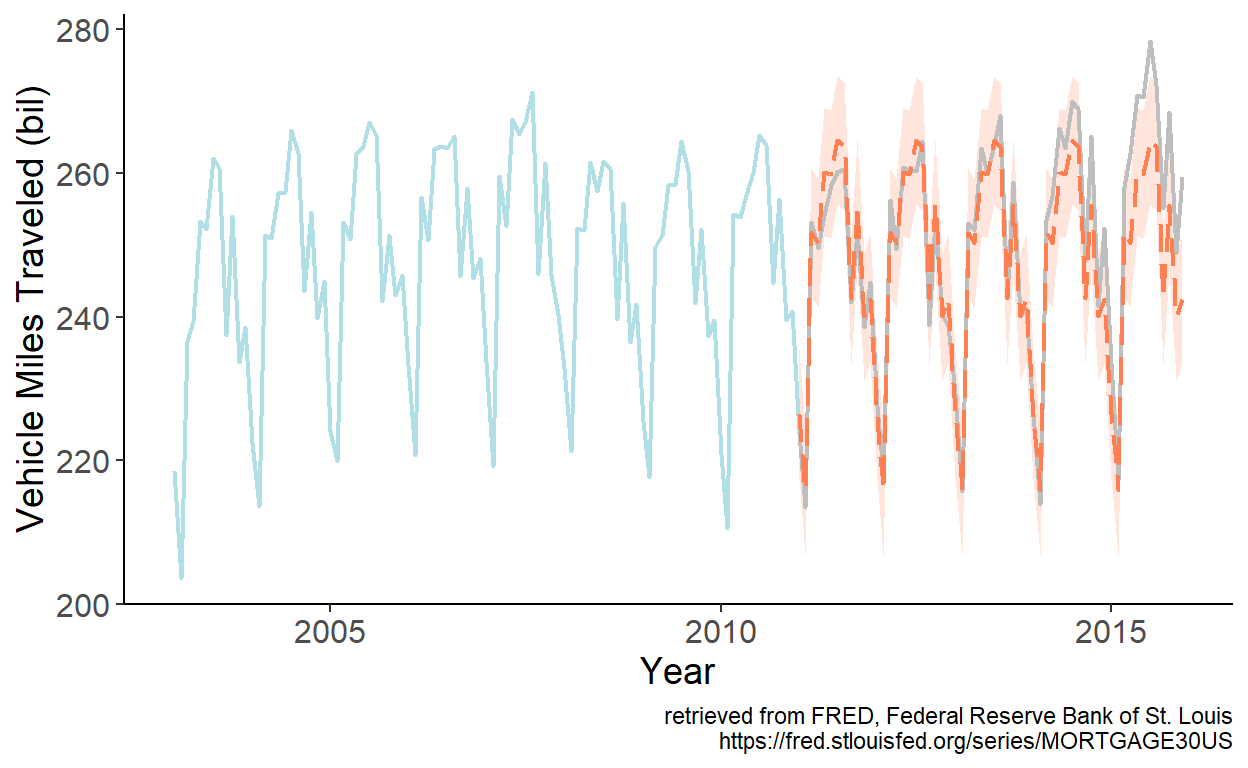 280
260
240
220
200
Vehicle Miles Traveled (bil)
2005
2010
2015
Year
retrieved from FRED, Federal Reserve Bank of St. Louis
https://fred.stlouisfed.org/series/MORTGAGE30US